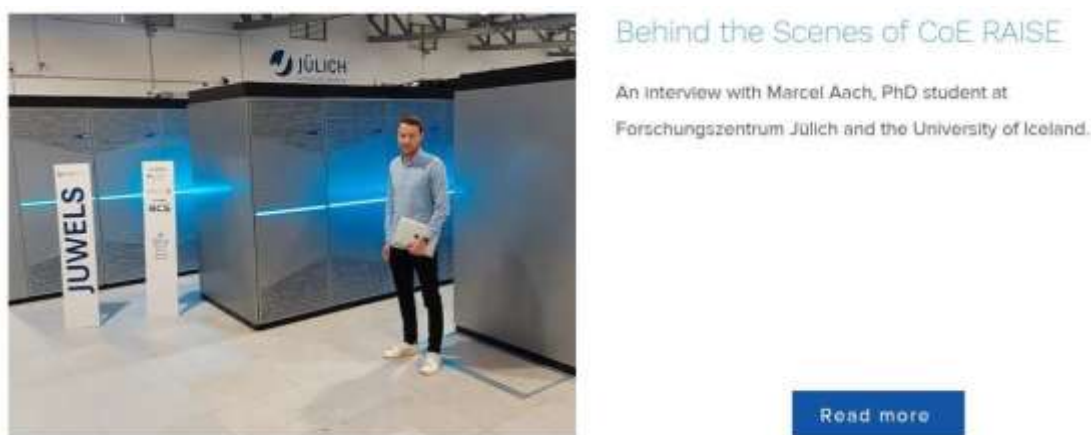 JÜLICH
JUWELS
Behind the Scenes of CoE RAISE
An interview with Marcel Aach, PhD student at
Forschungszentrum Jülich and the University of Iceland.
Read more